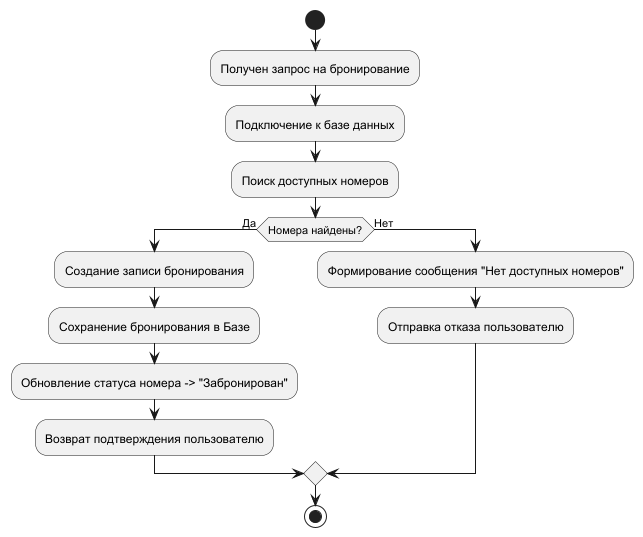 Получен запрос на бронирование
Подключение к базе данных
Поиск доступных номеров
Номера найдены?
Да
Нет
Создание записи бронирования
Сохранение бронирования в Базе
Обновление статуса номера -> "Забронирован"
Возврат подтверждения пользователю
Формирование сообщения "Нет доступных номеров"
Отправка отказа пользователю